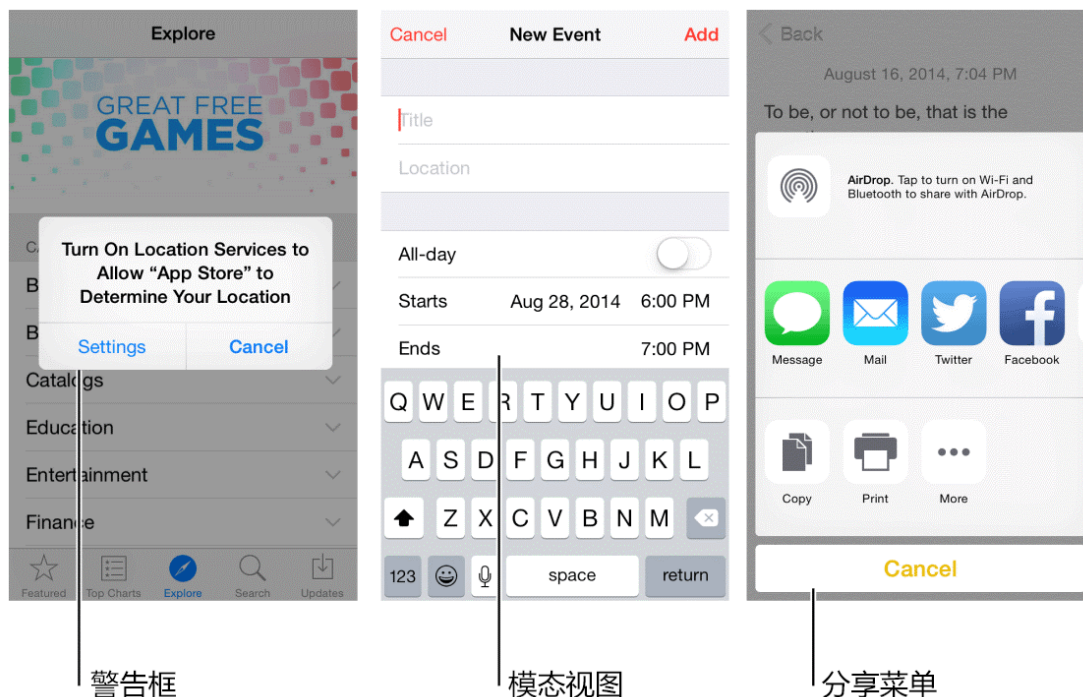 Explore
GREAT FREE
GAMES
Turn On Location Services to
Allow “App Store” to
Determine Your Location
Settings Cancel
C
B
B
Catalogs
Education
Entertainment
Finance
Featured Top Charts Explore Search Updates
警告框
Cancel New Event Add
Title
Location
All-day
Starts Aug 28, 2014 6:00 PM
Ends 7:00 PM
Q W E R T Y U I O P
A S D F G H J K L
Z X C V B N M
123 space return
模态视图
Back
August 16, 2014, 7:04 PM
To be, or not to be, that is the
AirDrop. Tap to turn on Wi-Fi and
Bluetooth to share with AirDrop.
Message Mail Twitter Facebook
Copy Print More
Cancel
分享菜单